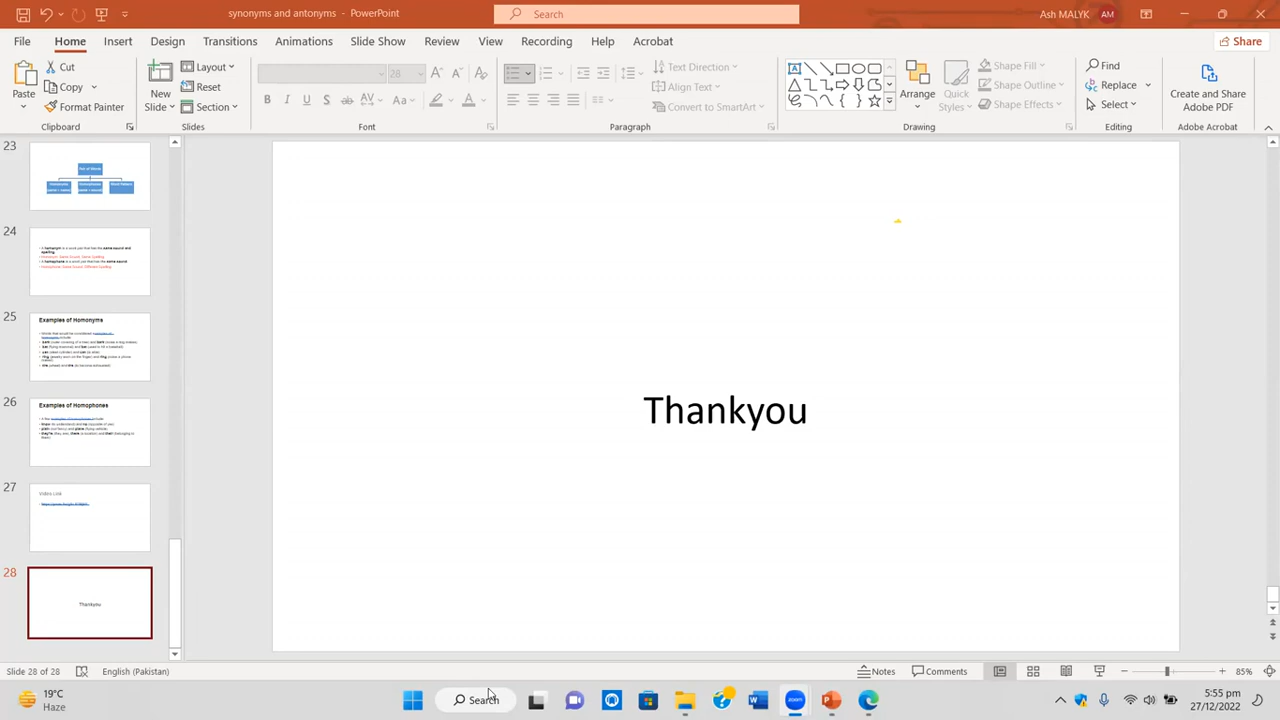 synonyms and antonyms - PowerPoint
Search
Ash MALYK AM
File Home Insert Design Transitions Animations Slide Show Review View Recording Help Acrobat
Share
Paste
Cut
Copy
Format Painter
Clipboard
New Slide
Layout
Reset
Section
Slides
28
Font
Paragraph
Text Direction
Align Text
Convert to SmartArt
Arrange
Quick Styles
Shape Fill
Shape Outline
Shape Effects
Drawing
Find
Replace
Select
Editing
Create and Share Adobe PDF
Adobe Acrobat
23
24
25
Examples of Homonyms
26
Examples of Homophones
27
Video Link
28
Thankyou
Thankyou
Slide 28 of 28
English (Pakistan)
Notes
Comments
85%
19°C
Haze
Search
zoom
5:55 pm
27/12/2022